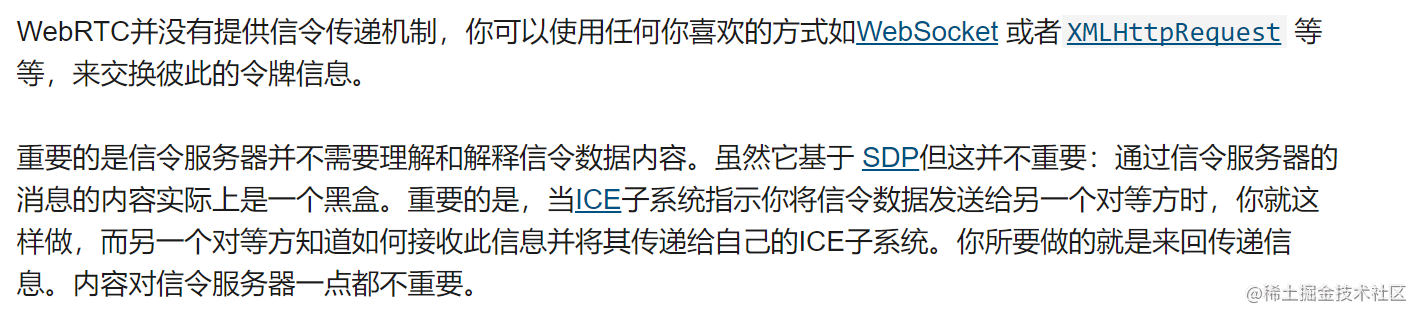 WebRTC并没有提供信令传递机制，你可以使用任何你喜欢的方式如WebSocket 或者 XMLHttpRequest 等
等，来交换彼此的令牌信息。
重要的是信令服务器并不需要理解和解释信令数据内容。虽然它基于 SDP但这并不重要：通过信令服务器的
消息的内容实际上是一个黑盒。重要的是，当ICE子系统指示你将信令数据发送给另一个对等方时，你就这
样做，而另一个对等方知道如何接收此信息并将其传递给自己的ICE子系统。你所要做的就是来回传递信
息。内容对信令服务器一点都不重要。
@稀土掘金技术社区